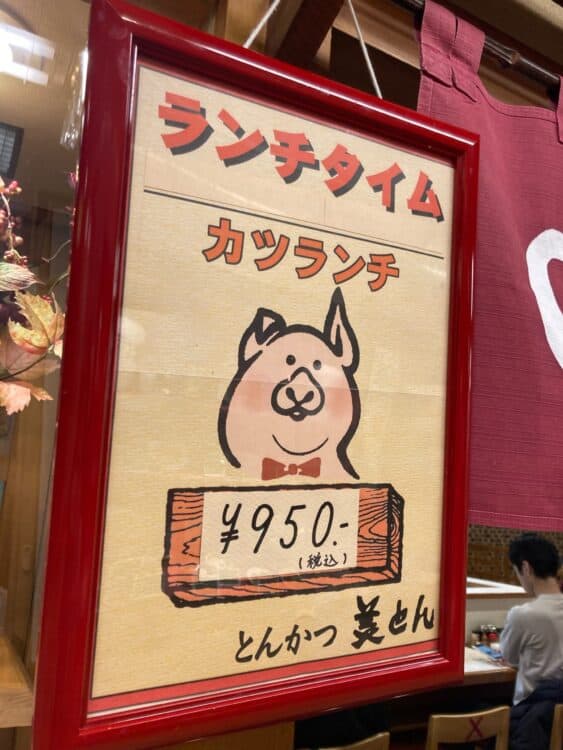 ランチタイム
カツランチ
¥950.-
(税込)
とんかつ 美とん